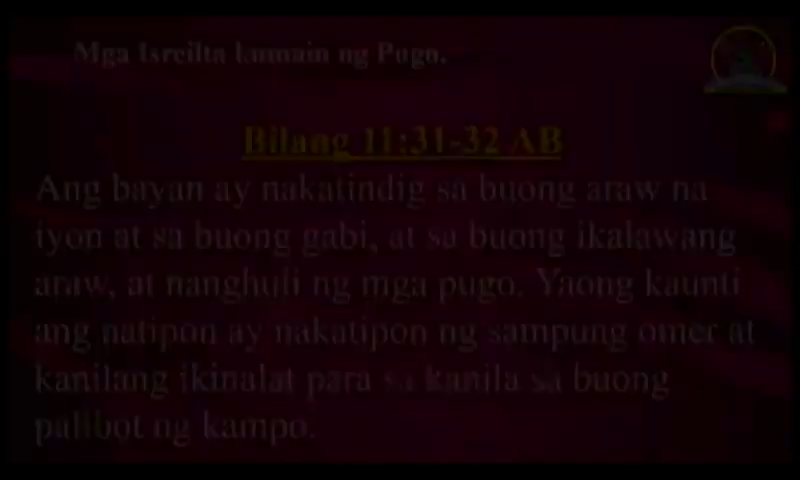 Mga Isreilta kumain ng Pugo.
Bilang 11:31-32 AB
Ang bayan ay nakatindig sa buong araw na
iyon at sa buong gabi, at sa buong ikalawang
araw, at nanghuli ng mga pugo. Yaong kaunti
ang natipon ay nakatipon ng sampung omer at
kanilang ikinalat para sa kanila sa buong
palibot ng kampo.